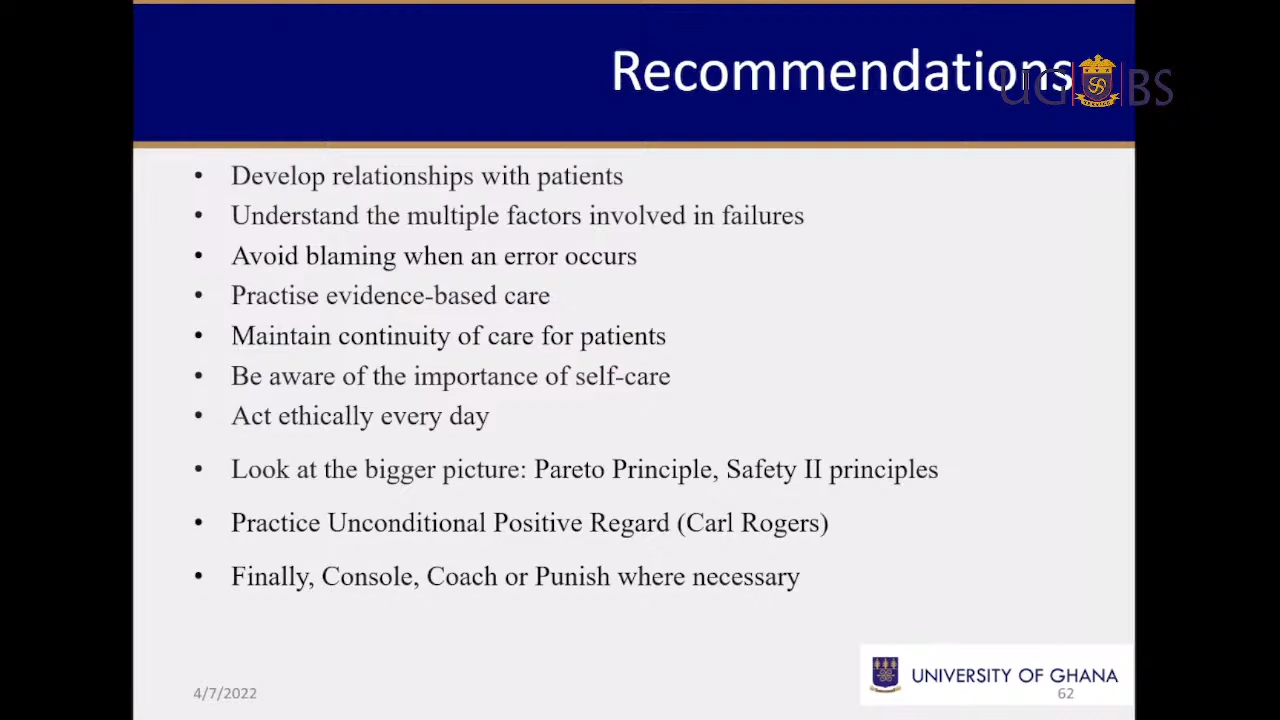 Recommendations
UGBS
• Develop relationships with patients
• Understand the multiple factors involved in failures
• Avoid blaming when an error occurs
• Practise evidence-based care
• Maintain continuity of care for patients
• Be aware of the importance of self-care
• Act ethically every day
• Look at the bigger picture: Pareto Principle, Safety II principles
• Practice Unconditional Positive Regard (Carl Rogers)
• Finally, Console, Coach or Punish where necessary
UNIVERSITY OF GHANA
4/7/2022
62